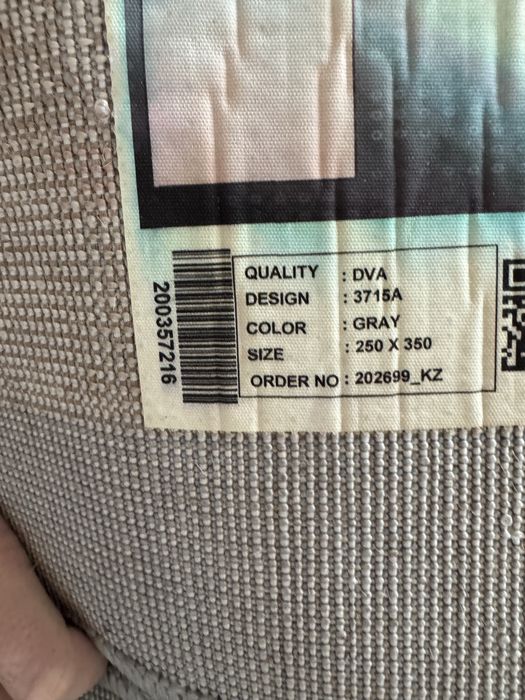 200357216
QUALITY : DVA
DESIGN : 3715A
COLOR : GRAY
SIZE : 250 X 350
ORDER NO : 202699_KZ